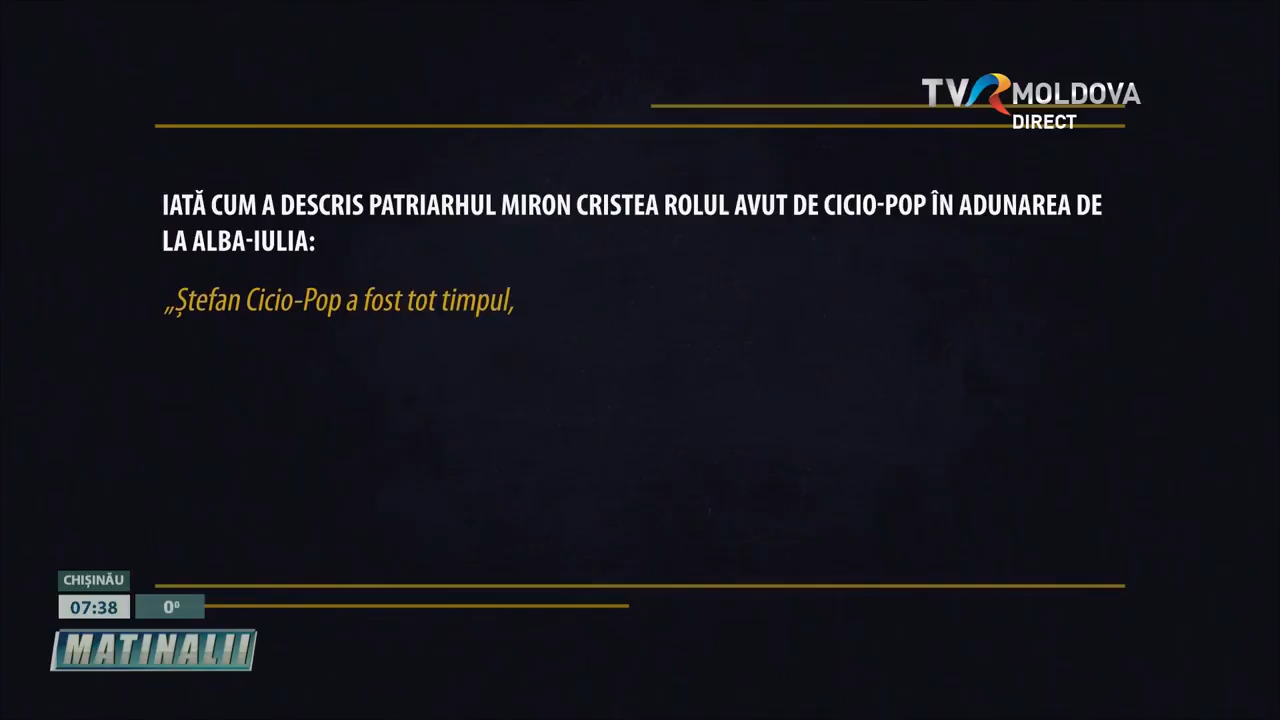 TVR MOLDOVA
DIRECT
IATĂ CUM A DESCRIS PATRIARHUL MIRON CRISTEA ROLUL AVUT DE CICIO-POP ÎN ADUNAREA DE
LA ALBA-IULIA:
„Ștefan Cicio-Pop a fost tot timpul,
CHIȘINĂU
07:38 0⁰
MATINALII